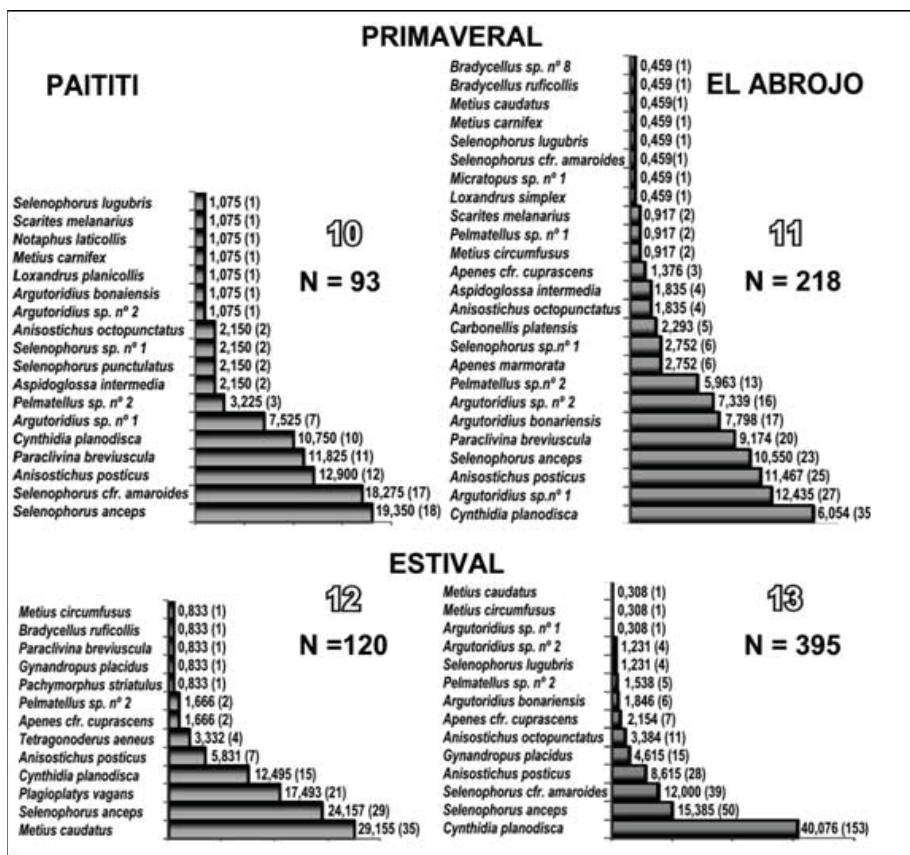 PRIMAVERAL
PAITITI
Selenophorus lugubris 1,075 (1)
Scarites melanarius 1,075 (1)
Notaphus laticollis 1,075 (1)
Metius carnifex 1,075 (1)
Loxandrus planicollis 1,075 (1)
Argutoridius bonaiensis 1,075 (1)
Argutoridius sp. nº 2 1,075 (1)
Anisostichus octopunctatus 2,150 (2)
Selenophorus sp. nº 1 2,150 (2)
Selenophorus punctulatus 2,150 (2)
Aspidoglossa intermedia 2,150 (2)
Pelmatellus sp. nº 2 3,225 (3)
Argutoridius sp. nº 1 7,525 (7)
Cynthidia planodisca 10,750 (10)
Paraclivina breviuscula 11,825 (11)
Anisostichus posticus 12,900 (12)
Selenophorus cfr. amaroides 18,275 (17)
Selenophorus anceps 19,350 (18)
10
N = 93
EL ABROJO
Bradycellus sp. nº 8 0,459 (1)
Bradycellus ruficollis 0,459 (1)
Metius caudatus 0,459(1)
Metius carnifex 0,459 (1)
Selenophorus lugubris 0,459 (1)
Selenophorus cfr. amaroides 0,459(1)
Micratopus sp. nº 1 0,459 (1)
Loxandrus simplex 0,459 (1)
Scarites melanarius 0,917 (2)
Pelmatellus sp. nº 1 0,917 (2)
Metius circumfusus 0,917 (2)
Apenes cfr. cuprascens 1,376 (3)
Aspidoglossa intermedia 1,835 (4)
Anisostichus octopunctatus 1,835 (4)
Carbonellis platensis 2,293 (5)
Selenophorus sp.nº 1 2,752 (6)
Apenes marmorata 2,752 (6)
Pelmatellus sp.nº 2 5,963 (13)
Argutoridius sp. nº 2 7,339 (16)
Argutoridius bonariensis 7,798 (17)
Paraclivina breviuscula 9,174 (20)
Selenophorus anceps 10,550 (23)
Anisostichus posticus 11,467 (25)
Argutoridius sp.nº 1 12,435 (27)
Cynthidia planodisca 6,054 (35
11
N = 218
ESTIVAL
Metius circumfusus 0,833 (1)
Bradycellus ruficollis 0,833 (1)
Paraclivina breviuscula 0,833 (1)
Gynandropus placidus 0,833 (1)
Pachymorphus striatulus 0,833 (1)
Pelmatellus sp. nº 2 1,666 (2)
Apenes cfr. cuprascens 1,666 (2)
Tetragonoderus aeneus 3,332 (4)
Anisostichus posticus 5,831 (7)
Cynthidia planodisca 12,495 (15)
Plagioplatys vagans 17,493 (21)
Selenophorus anceps 24,157 (29)
Metius caudatus 29,155 (35)
12
N =120
Metius caudatus 0,308 (1)
Metius circumfusus 0,308 (1)
Argutoridius sp. nº 1 0,308 (1)
Argutoridius sp. nº 2 1,231 (4)
Selenophorus lugubris 1,231 (4)
Pelmatellus sp. nº 2 1,538 (5)
Argutoridius bonariensis 1,846 (6)
Apenes cfr. cuprascens 2,154 (7)
Anisostichus octopunctatus 3,384 (11)
Gynandropus placidus 4,615 (15)
Anisostichus posticus 8,615 (28)
Selenophorus cfr. amaroides 12,000 (39)
Selenophorus anceps 15,385 (50)
Cynthidia planodisca 40,076 (153)
13
N = 395